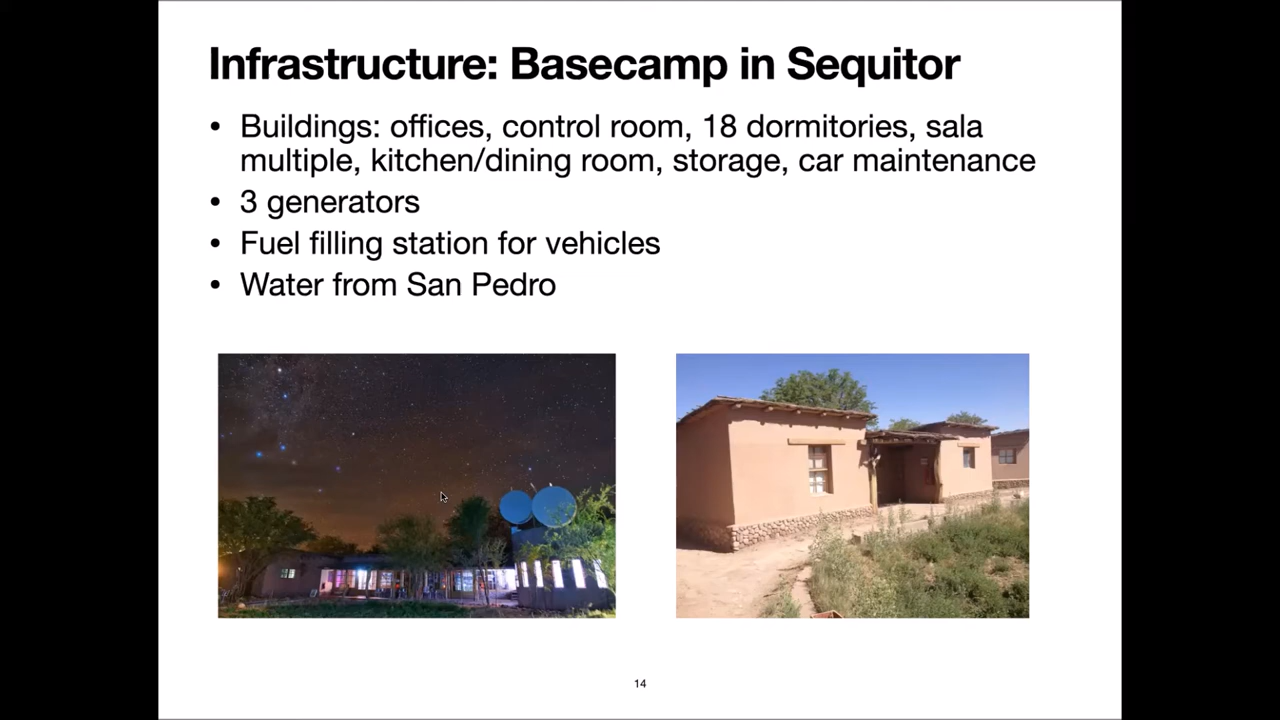 Infrastructure: Basecamp in Sequitor
• Buildings: offices, control room, 18 dormitories, sala
multiple, kitchen/dining room, storage, car maintenance
• 3 generators
• Fuel filling station for vehicles
• Water from San Pedro
14